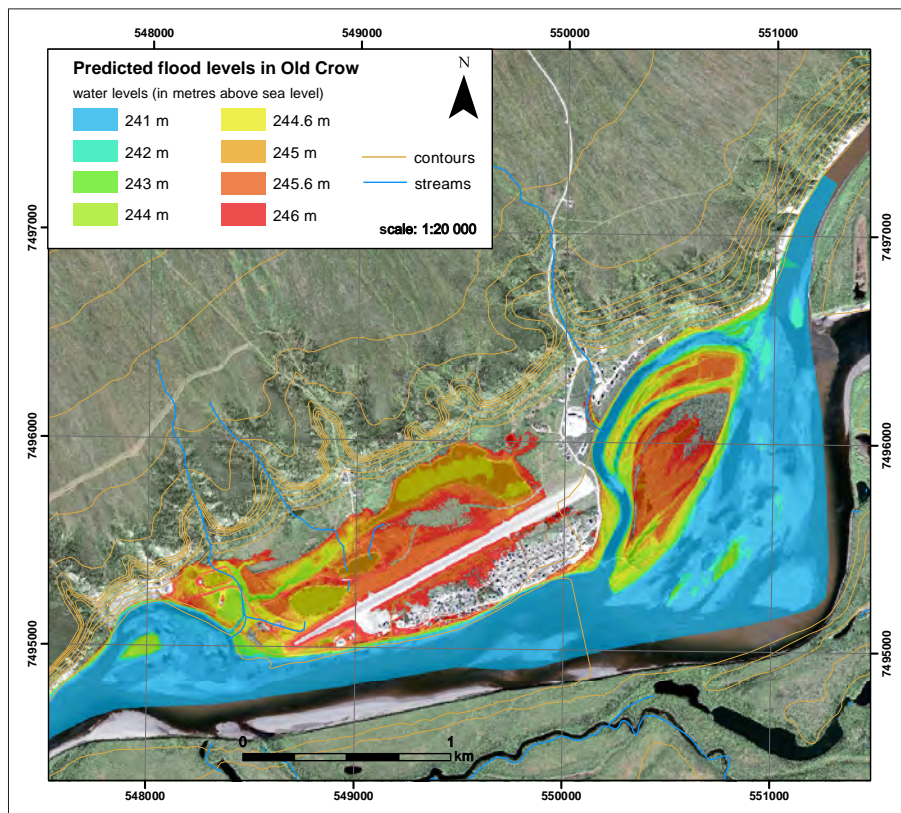 548000 549000 550000 551000
Predicted flood levels in Old Crow
water levels (in metres above sea level)
241 m 244.6 m
242 m 245 m
243 m 245.6 m
244 m 246 m
N
contours
streams
scale: 1:20 000
7497000 7497000
7496000 7496000
7495000 7495000
0 1
km
548000 549000 550000 551000